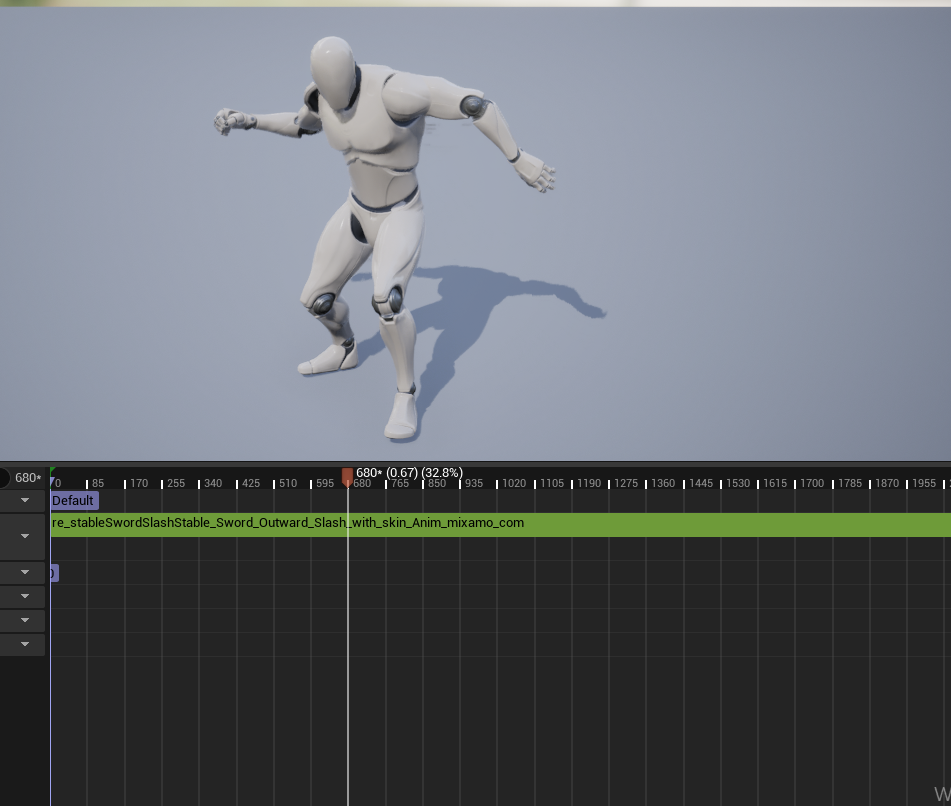 680* (0.67) (32.8%)
680*
0 85 170 255 340 425 510 595 680 765 850 935 1020 1105 1190 1275 1360 1445 1530 1615 1700 1785 1870 1955
Default
re_stableSwordSlashStable_Sword_Outward_Slash_with_skin_Anim_mixamo_com